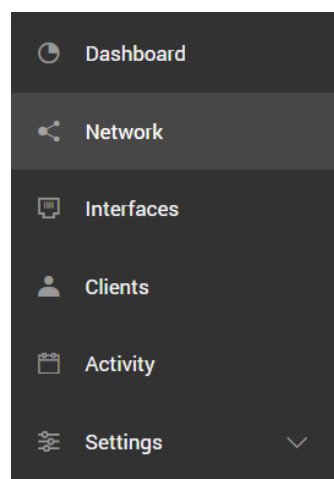 Dashboard
Network
Interfaces
Clients
Activity
Settings